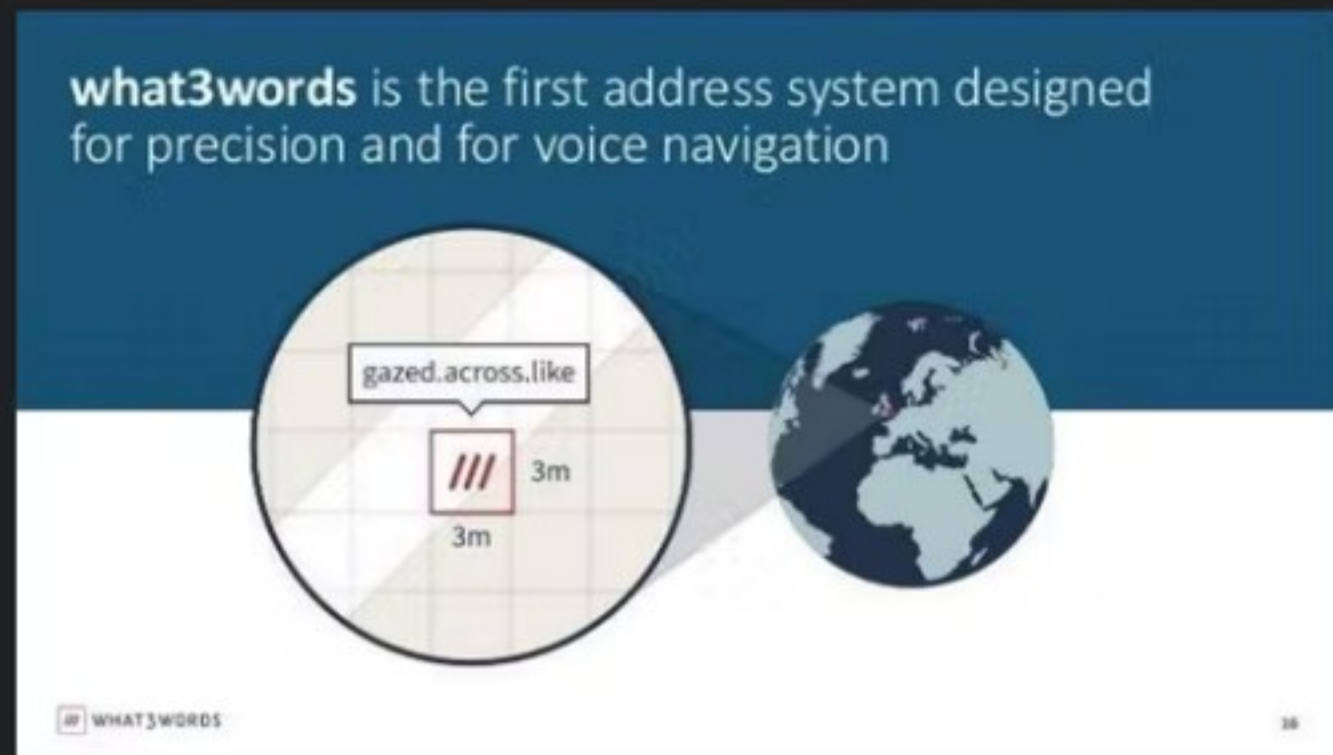 what3words is the first address system designed
for precision and for voice navigation
gazed.across.like
3m
3m
WHAT3WORDS
16